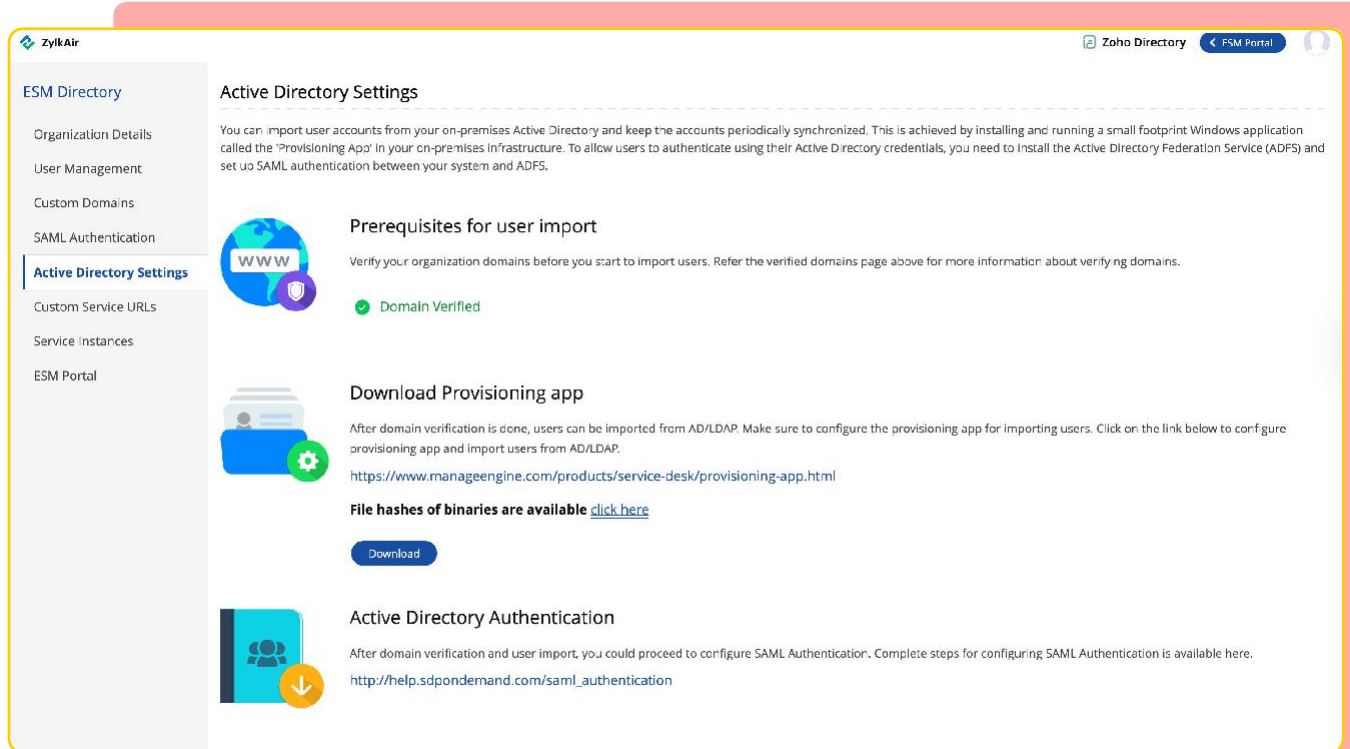 ZylkAir
Zoho Directory
ESM Portal
ESM Directory
Organization Details
User Management
Custom Domains
SAML Authentication
Active Directory Settings
Custom Service URLs
Service Instances
ESM Portal
Active Directory Settings
You can import user accounts from your on-premises Active Directory and keep the accounts periodically synchronized. This is achieved by installing and running a small footprint Windows application
called the 'Provisioning App' in your on-premises infrastructure. To allow users to authenticate using their Active Directory credentials, you need to install the Active Directory Federation Service (ADFS) and
set up SAML authentication between your system and ADFS.
WWW
Prerequisites for user import
Verify your organization domains before you start to import users. Refer the verified domains page above for more information about verifying domains.
Domain Verified
Download Provisioning app
After domain verification is done, users can be imported from AD/LDAP. Make sure to configure the provisioning app for importing users. Click on the link below to configure
provisioning app and import users from AD/LDAP.
https://www.manageengine.com/products/service-desk/provisioning-app.html
File hashes of binaries are available click here
Download
Active Directory Authentication
After domain verification and user import, you could proceed to configure SAML Authentication. Complete steps for configuring SAML Authentication is available here.
http://help.sdpondemand.com/saml_authentication